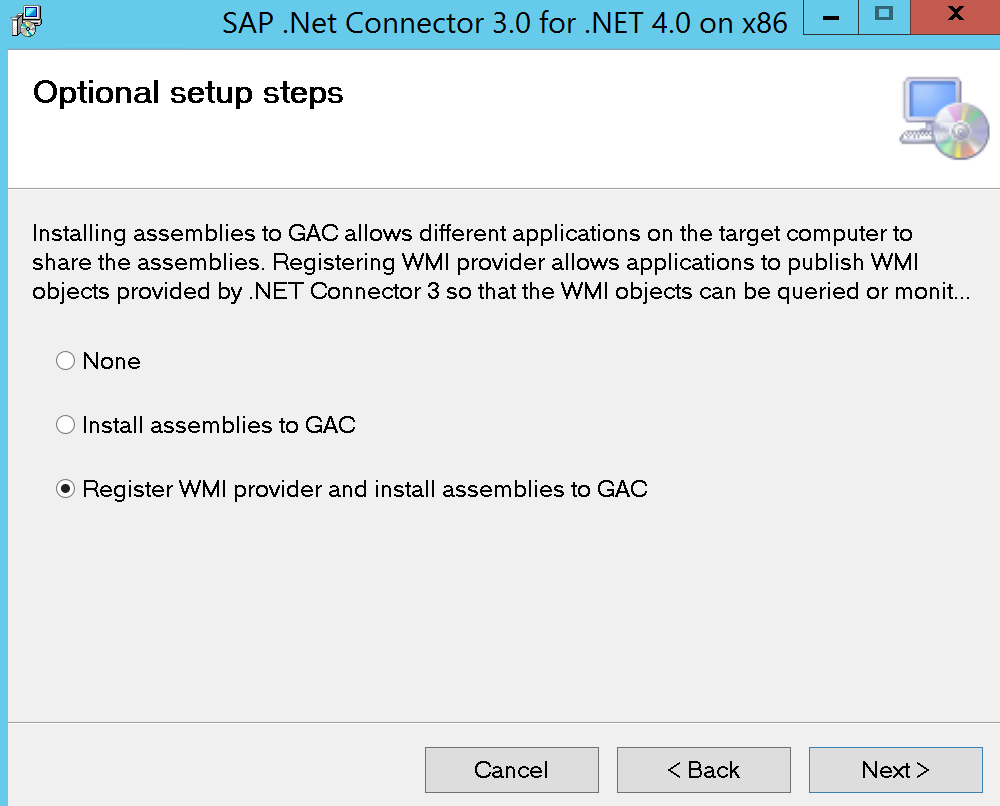 SAP .Net Connector 3.0 for .NET 4.0 on x86
Optional setup steps
Installing assemblies to GAC allows different applications on the target computer to
share the assemblies. Registering WMI provider allows applications to publish WMI
objects provided by .NET Connector 3 so that the WMI objects can be queried or monit...
None
Install assemblies to GAC
Register WMI provider and install assemblies to GAC
Cancel
< Back
Next >